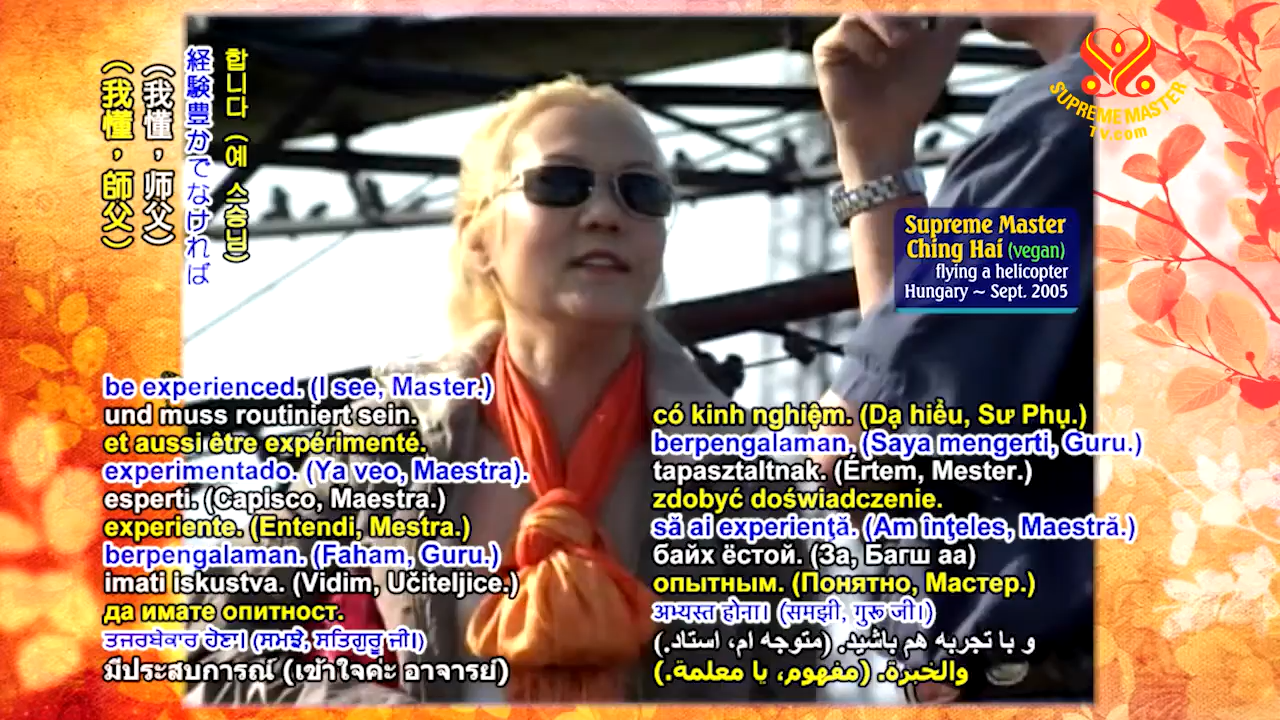 합니다 (예 스승님)
経験豊かでなければ
(我懂，师父)
(我懂，師父)
SUPREME MASTER
TV.com
Supreme Master
Ching Hai (vegan)
flying a helicopter
Hungary ~ Sept. 2005
be experienced. (I see, Master.)
und muss routiniert sein.
et aussi être expérimenté.
experimentado. (Ya veo, Maestra).
esperti. (Capisco, Maestra.)
experiente. (Entendi, Mestra.)
berpengalaman. (Faham, Guru.)
imati iskustva. (Vidim, Učiteljice.)
да имате опитност.
ਤਜਰਬੇਕਾਰ ਹੋਣਾ। (ਸਮਝੇ, ਸਤਿਗੁਰੂ ਜੀ।)
มีประสบการณ์ (เข้าใจค่ะ อาจารย์)
có kinh nghiệm. (Dạ hiểu, Sư Phụ.)
berpengalaman, (Saya mengerti, Guru.)
tapasztaltnak. (Értem, Mester.)
zdobyć doświadczenie.
să ai experienţă. (Am înţeles, Maestră.)
байх ёстой. (За, Багш аа)
опытным. (Понятно, Мастер.)
अभ्यस्त होना। (समझी, गुरू जी।)
و با تجربه هم باشید. (متوجه ام، استاد.)
والخبرة. (مفهوم، يا معلمة.)